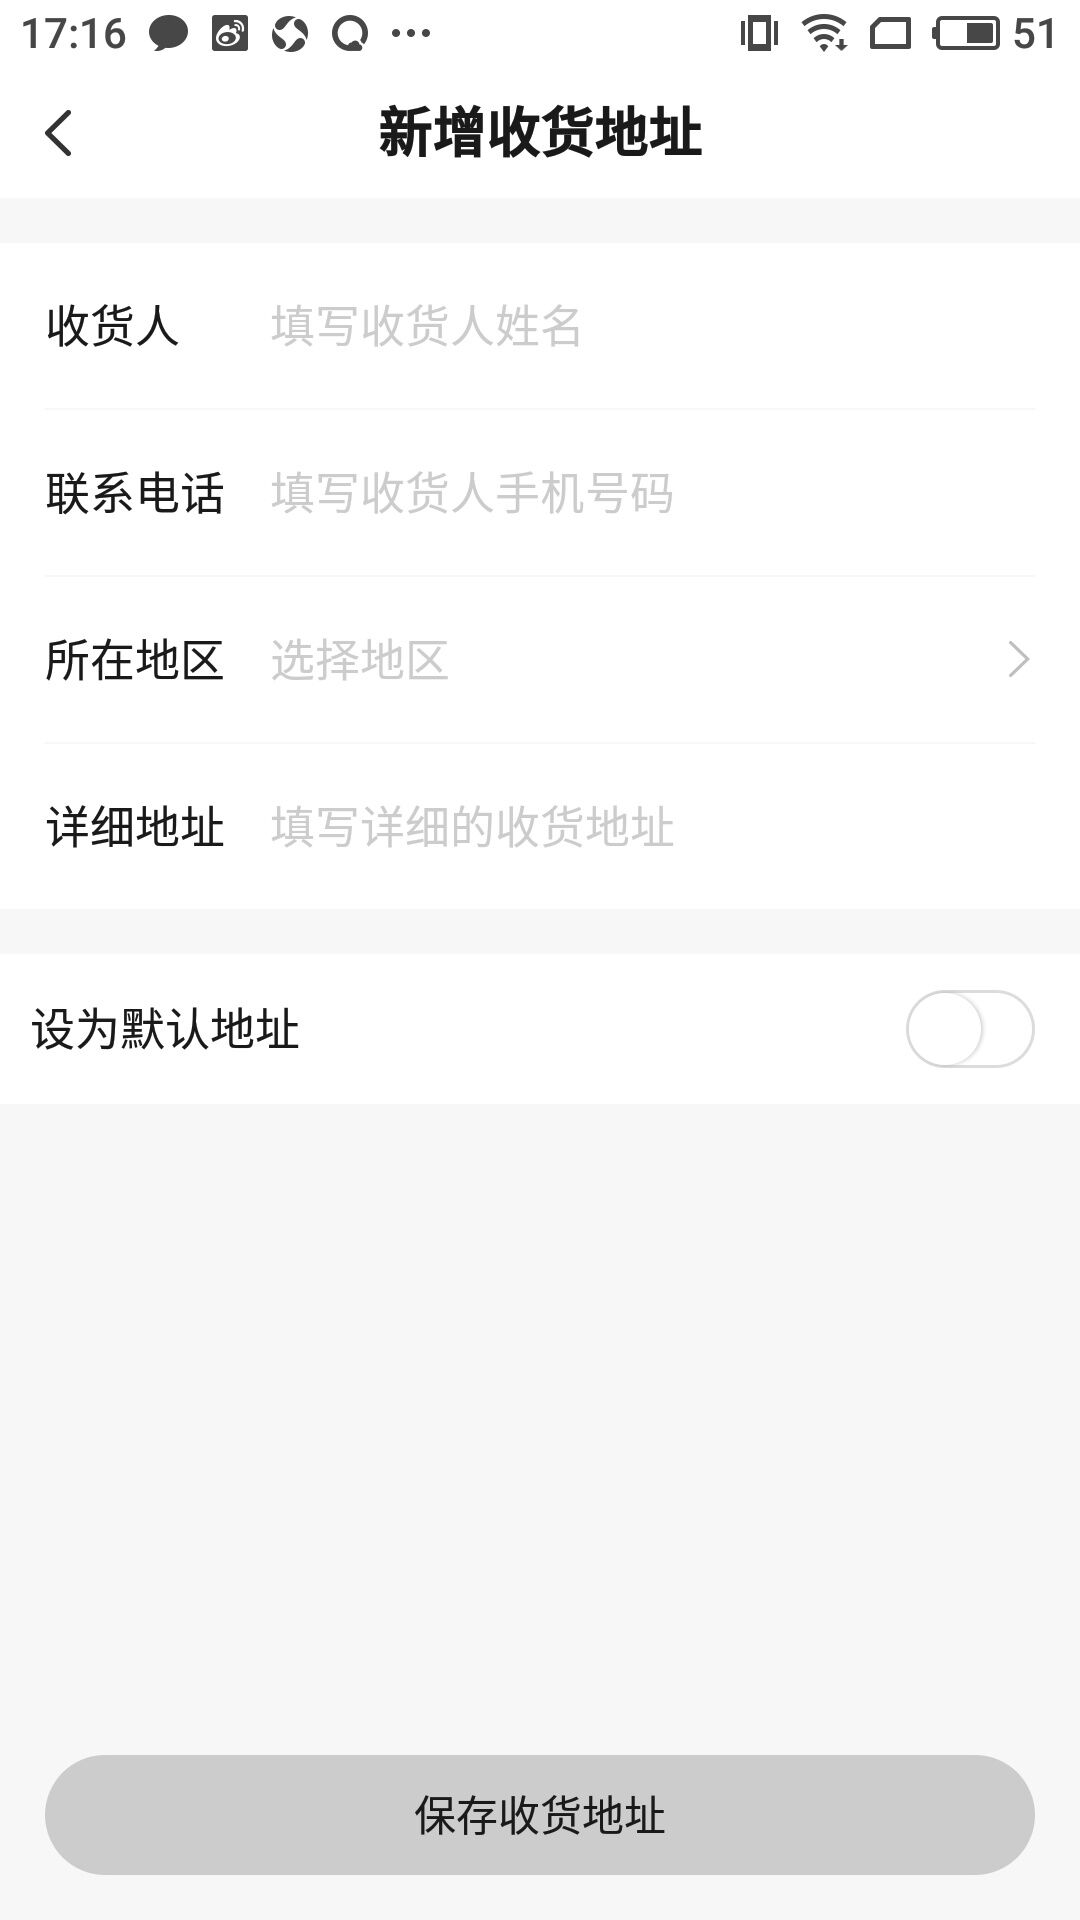 17:16 51
新增收货地址
收货人 填写收货人姓名
联系电话 填写收货人手机号码
所在地区 选择地区
详细地址 填写详细的收货地址
设为默认地址
保存收货地址